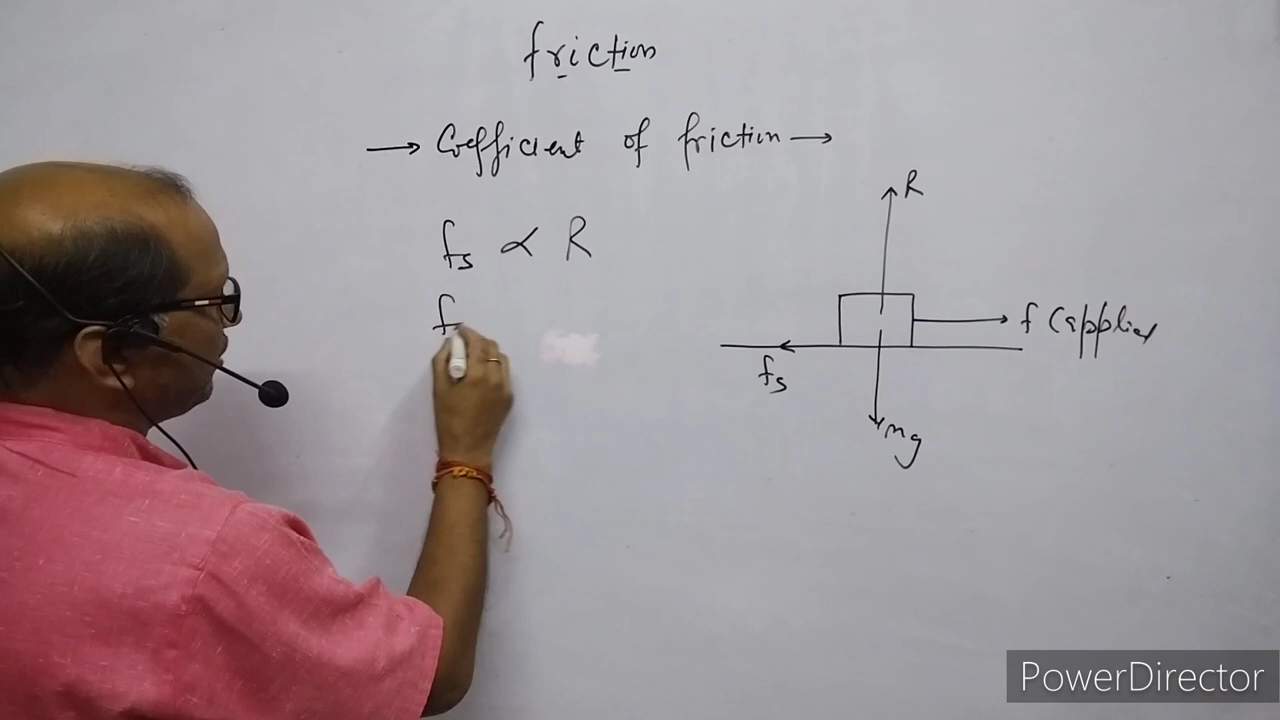 friction
→ Coefficient of friction →
R
fs ∝ R
f
f (applied
fs
mg
PowerDirector